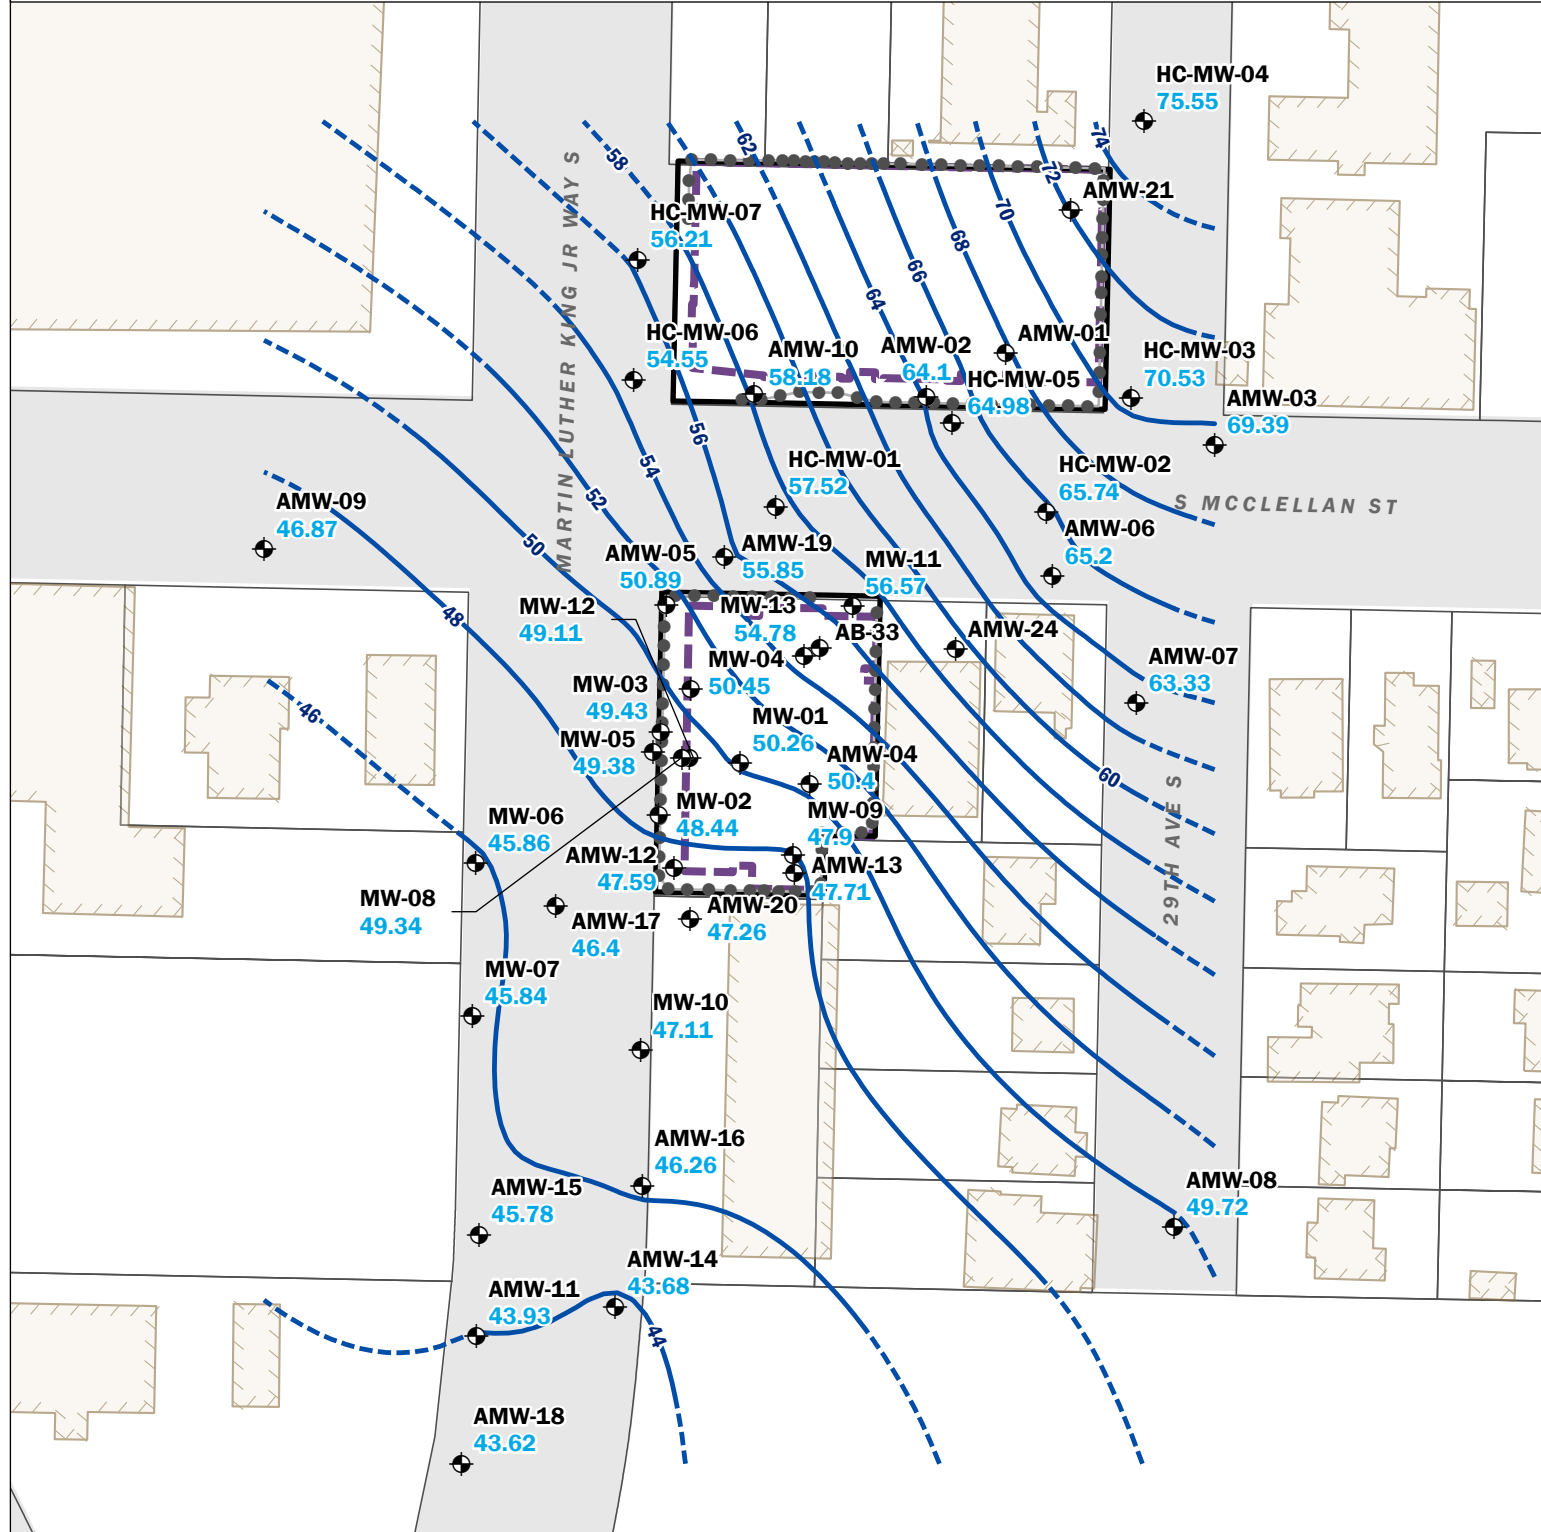 HC-MW-04
75.55
74
62
58
72
AMW-21
HC-MW-07
56.21
70
68
66
64
MARTIN LUTHER KING JR WAY S
HC-MW-06
54.55
AMW-10
58.18
AMW-02
64.1
AMW-01
HC-MW-05
64.98
HC-MW-03
70.53
AMW-03
69.39
56
54
52
50
HC-MW-01
57.52
HC-MW-02
65.74
S MCCLELLAN ST
AMW-09
46.87
AMW-06
65.2
AMW-05
50.89
AMW-19
55.85
MW-11
56.57
MW-12
49.11
48
MW-13
54.78
AB-33
AMW-24
MW-04
50.45
AMW-07
63.33
MW-03
49.43
46
MW-01
50.26
MW-05
49.38
AMW-04
50.4
60
MW-02
48.44
MW-09
47.9
MW-06
45.86
29TH AVE S
AMW-12
47.59
AMW-13
47.71
MW-08
49.34
AMW-20
47.26
AMW-17
46.4
MW-07
45.84
MW-10
47.11
AMW-16
46.26
AMW-15
45.78
AMW-08
49.72
AMW-14
43.68
AMW-11
43.93
44
AMW-18
43.62